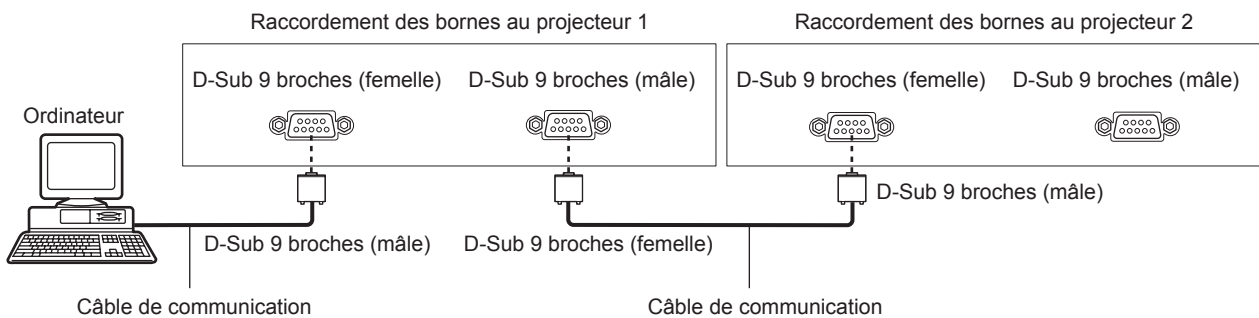 Raccordement des bornes au projecteur 1
Raccordement des bornes au projecteur 2
D-Sub 9 broches (femelle)
D-Sub 9 broches (mâle)
D-Sub 9 broches (femelle)
D-Sub 9 broches (mâle)
Ordinateur
D-Sub 9 broches (mâle)
D-Sub 9 broches (mâle)
D-Sub 9 broches (femelle)
Câble de communication
Câble de communication